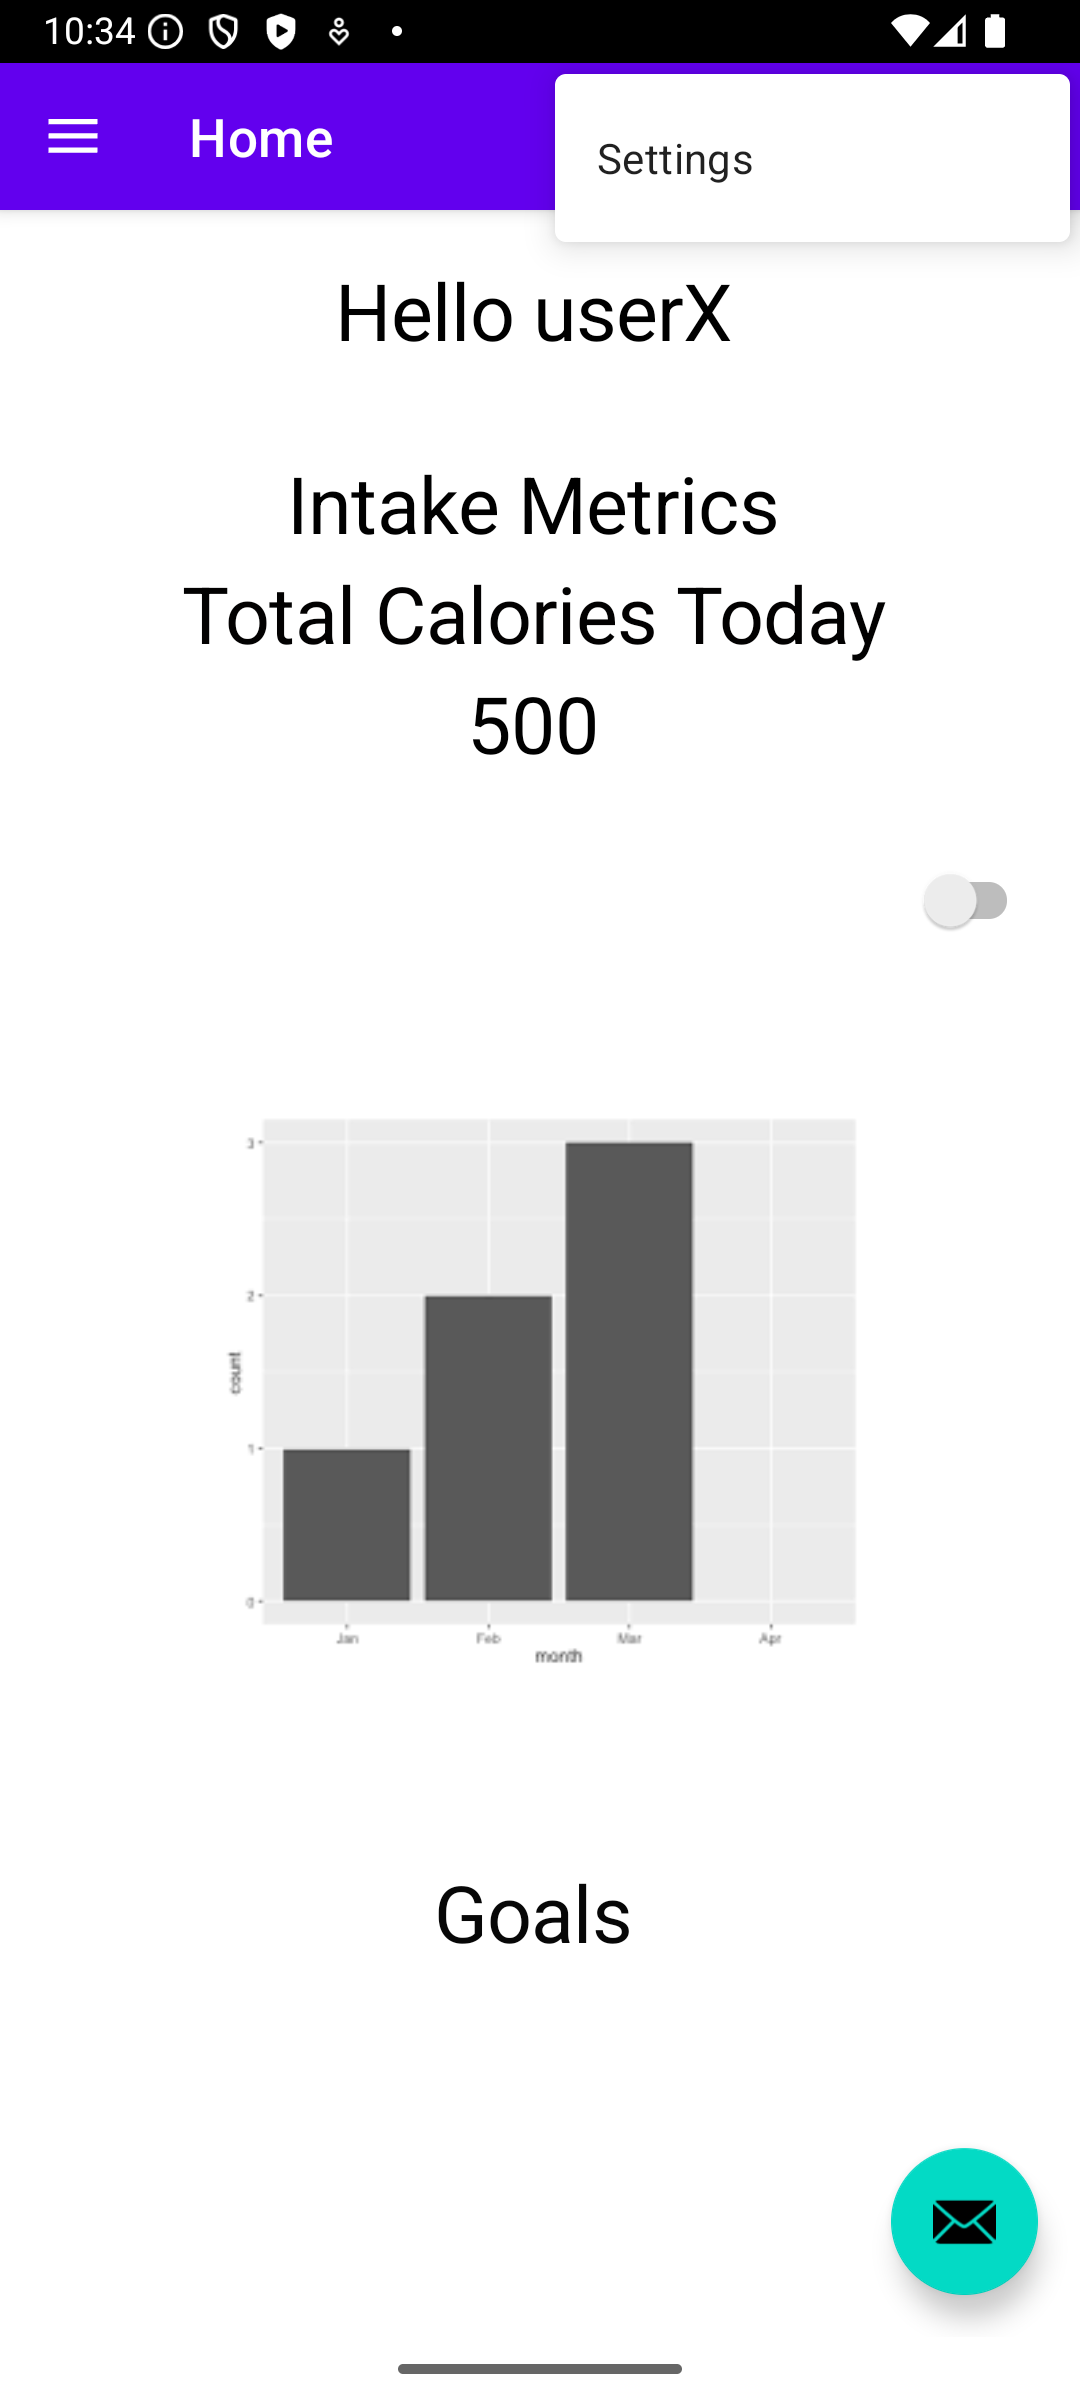 10:34
Home
Settings
Hello userX
Intake Metrics
Total Calories Today
500
3
2
count
1
0
Jan Feb Mar Apr
month
Goals